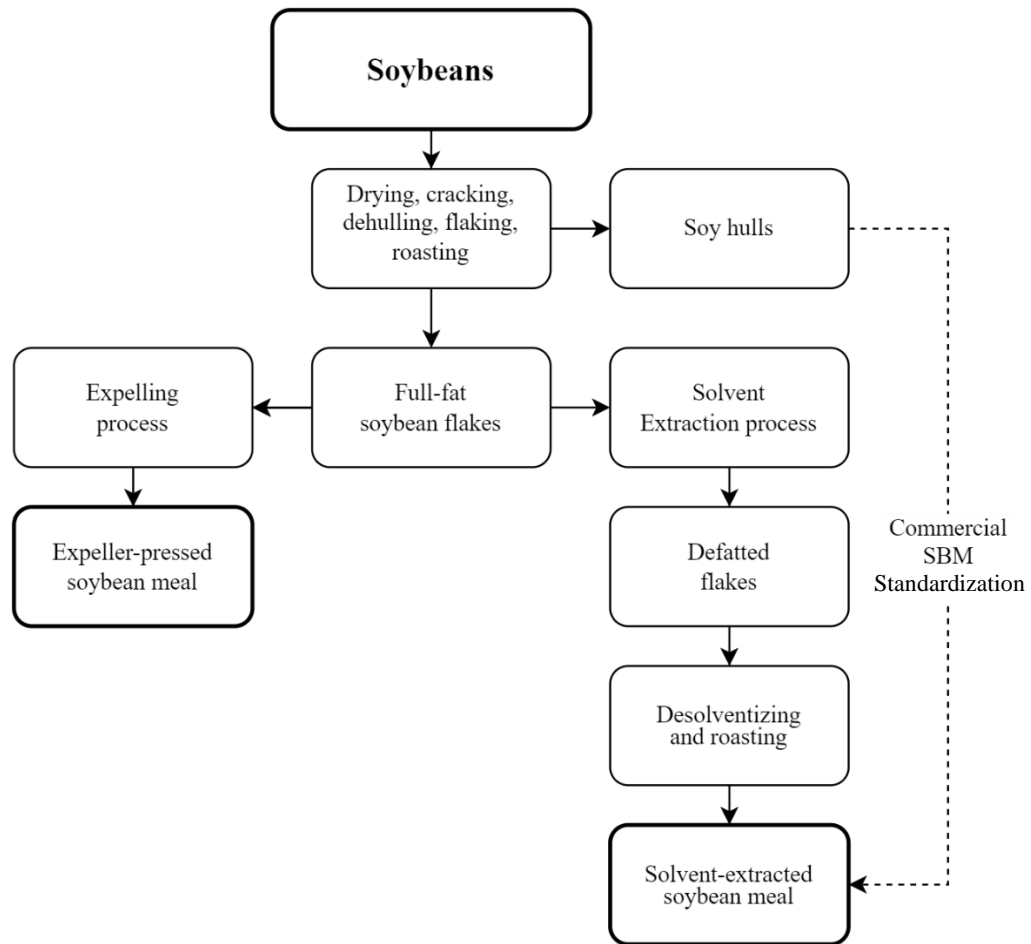 Soybeans
Drying, cracking,
dehulling, flaking,
roasting
Soy hulls
Expelling
process
Full-fat
soybean flakes
Solvent
Extraction process
Expeller-pressed
soybean meal
Defatted
flakes
Commercial
SBM
Standardization
Desolventizing
and roasting
Solvent-extracted
soybean meal